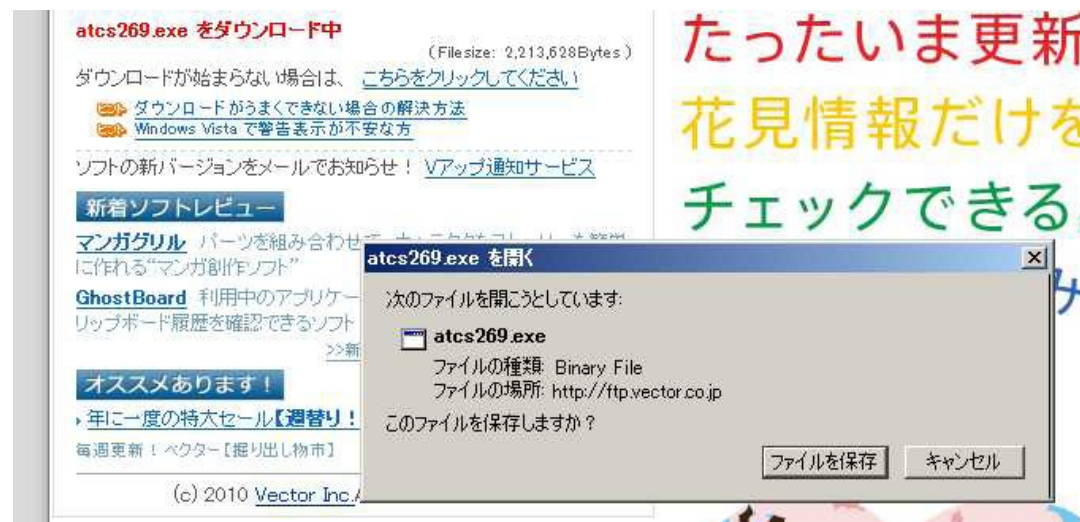 atcs269.exe をダウンロード中
(Filesize: 2,213,628Bytes)
ダウンロードが始まらない場合は、 こちらをクリックしてください
ダウンロードがうまくできない場合の解決方法
Windows Vista で警告表示が不安な方
ソフトの新バージョンをメールでお知らせ! Vアップ通知サービス
新着ソフトレビュー
マンガグリル パーツを組み合わせ
に作れる“マンガ創作ソフト”
GhostBoard 利用中のアプリケー
リップボード履歴を確認できるソフト
>>新
オススメあります!
年に一度の特大セール【週替り!
毎週更新!ベクター【掘り出し物市】
(c) 2010 Vector Inc.
たったいま更新
花見情報だけを
チェックできる
み
atcs269.exe を開く
次のファイルを開こうとしています:
atcs269.exe
ファイルの種類: Binary File
ファイルの場所: http://ftp.vector.co.jp
このファイルを保存しますか?
ファイルを保存
キャンセル